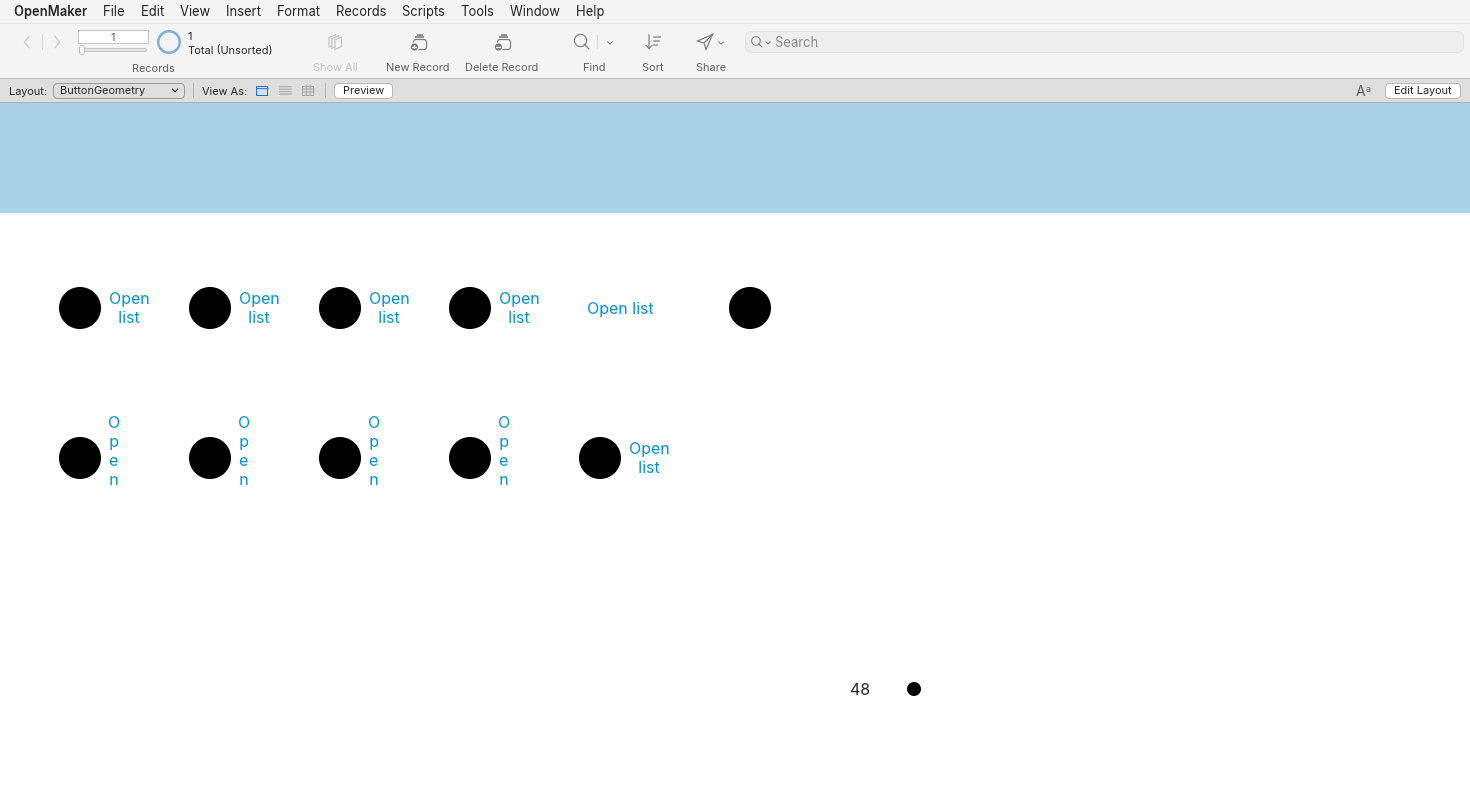 OpenMaker File Edit View Insert Format Records Scripts Tools Window Help
1
1
Total (Unsorted)
Records
Show All
New Record
Delete Record
Find
Sort
Share
Search
Layout: ButtonGeometry
View As:
Preview
Aa
Edit Layout
Open
list
Open
list
Open
list
Open
list
Open list
O
p
e
n
O
p
e
n
O
p
e
n
O
p
e
n
Open
list
48